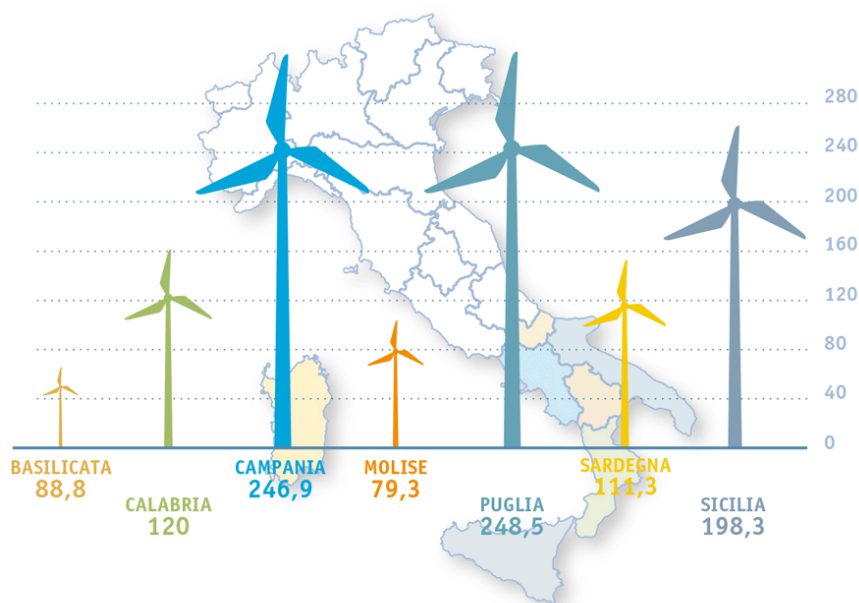 280
240
200
160
120
80
40
0
BASILICATA
88,8
CALABRIA
120
CAMPANIA
246,9
MOLISE
79,3
PUGLIA
248,5
SARDEGNA
111,3
SICILIA
198,3